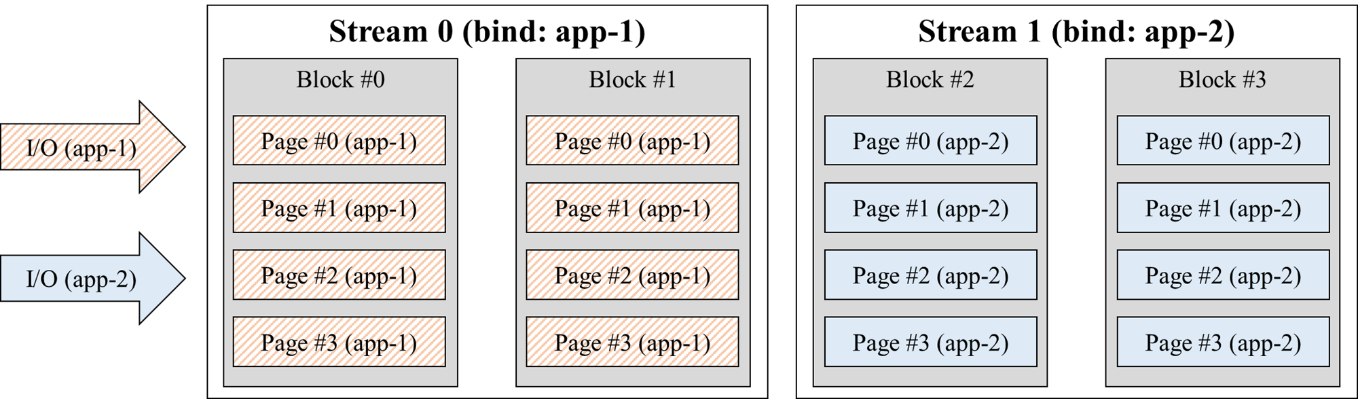 Stream 0 (bind: app-1)
Block #0
Page #0 (app-1)
Page #1 (app-1)
Page #2 (app-1)
Page #3 (app-1)
Block #1
Page #0 (app-1)
Page #1 (app-1)
Page #2 (app-1)
Page #3 (app-1)
Stream 1 (bind: app-2)
Block #2
Page #0 (app-2)
Page #1 (app-2)
Page #2 (app-2)
Page #3 (app-2)
Block #3
Page #0 (app-2)
Page #1 (app-2)
Page #2 (app-2)
Page #3 (app-2)
I/O (app-1)
I/O (app-2)